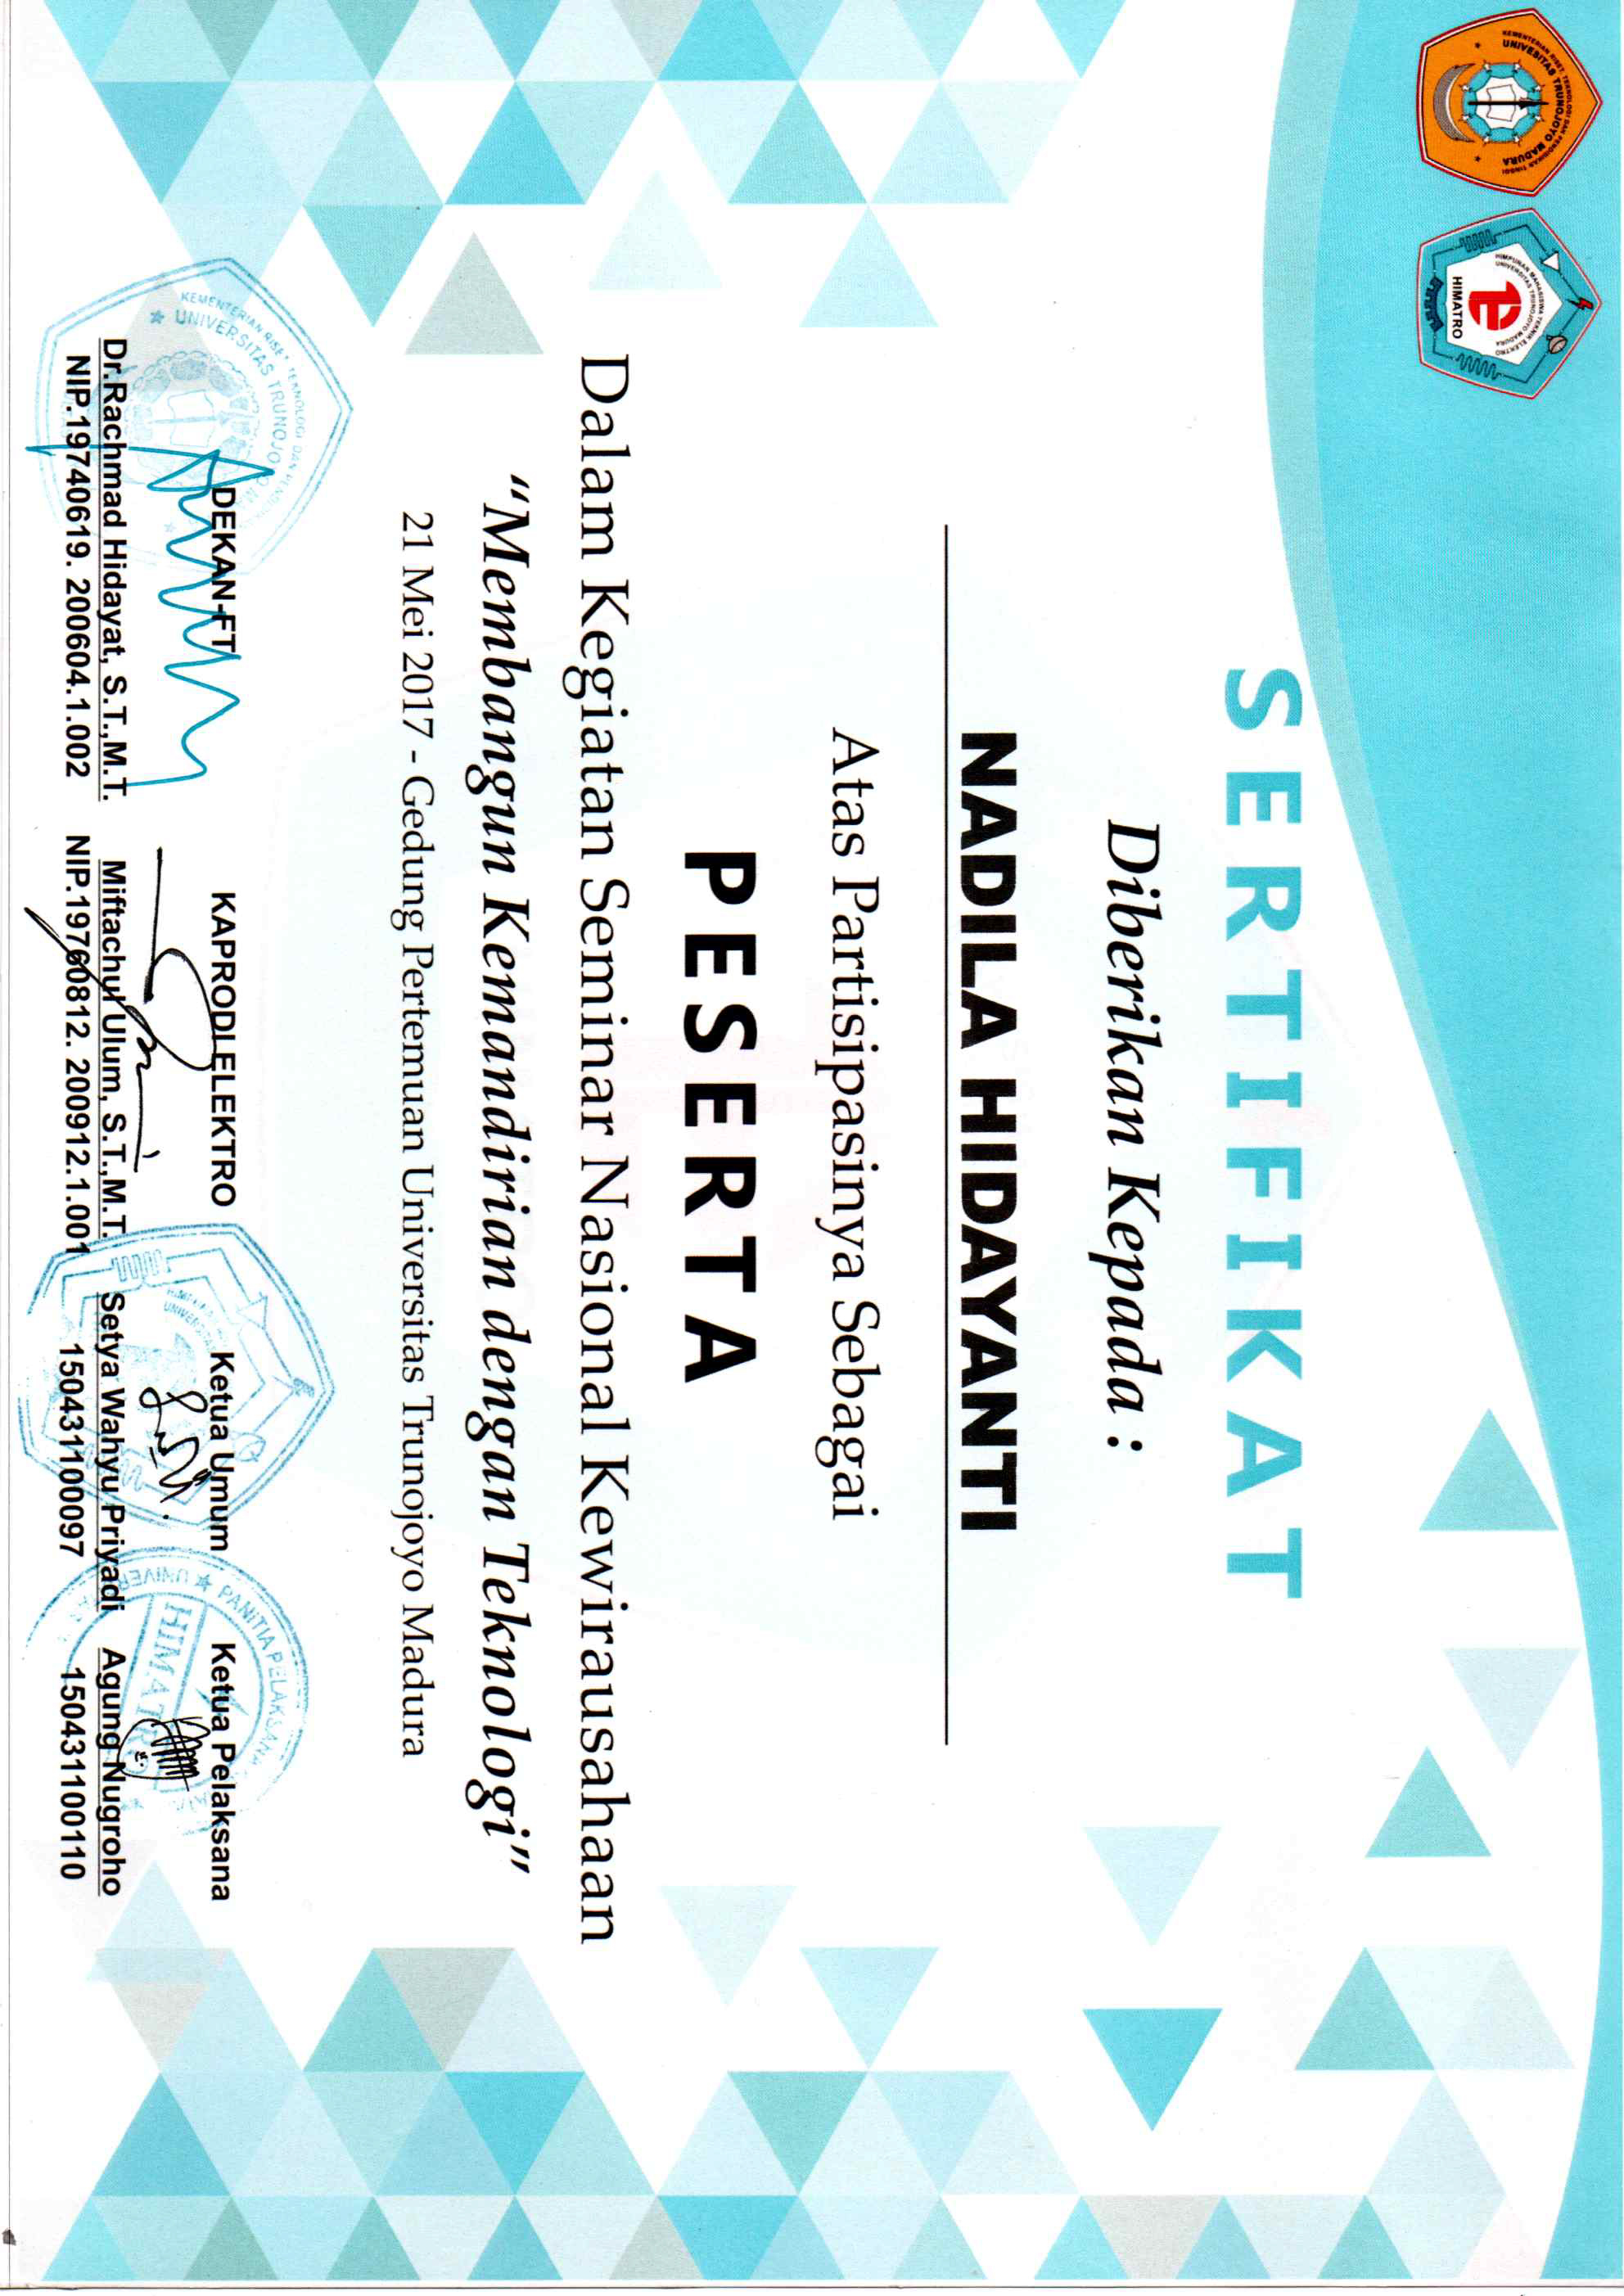 KEMENTERIAN RISET, TEKNOLOGI DAN PENDIDIKAN TINGGI
UNIVERSITAS TRUNOJOYO MADURA
HIMPUNAN MAHASISWA TEKNIK ELEKTRO
UNIVERSITAS TRUNOJOYO MADURA
HIMATRO
SERTIFIKAT
Diberikan Kepada :
NADILA HIDAYANTI
Atas Partisipasinya Sebagai
PESERTA
Dalam Kegiatan Seminar Nasional Kewirausahaan
“Membangun Kemandirian dengan Teknologi”
21 Mei 2017 - Gedung Pertemuan Universitas Trunojoyo Madura
DEKAN-FT
Dr.Rachmad Hidayat, S.T.,M.T.
NIP.19740619. 200604.1.002
KAPRODI ELEKTRO
Miftachul Ulum, S.T.,M.T.
NIP.19760812. 200912.1.001
Ketua Umum
Setya Wahyu Priyadi
150431100097
Ketua Pelaksana
Agung Nugroho
150431100110
KEMENTERIAN RISET, TEKNOLOGI DAN
UNIVERSITAS TRUNOJOYO
PANITIA PELAKSANA
HIMATRO